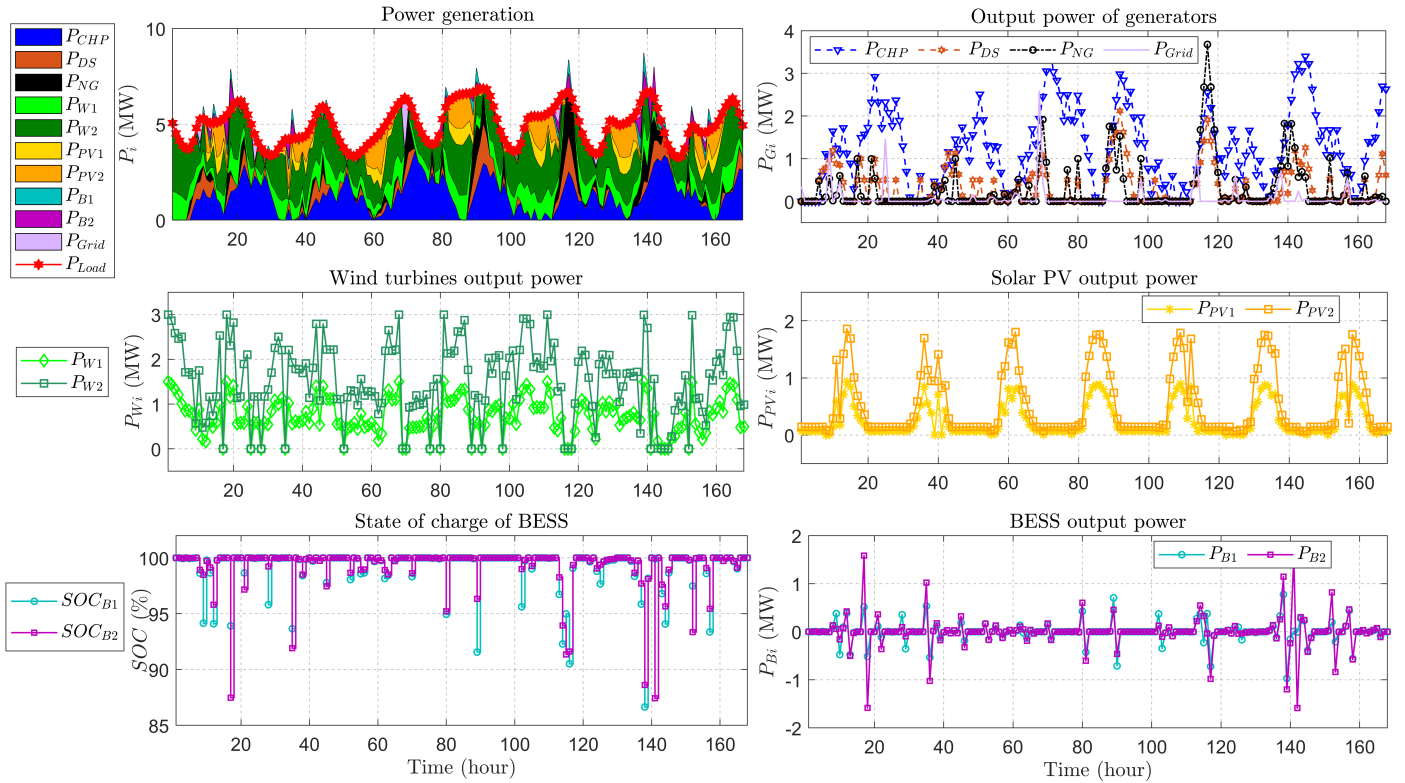 Power generation
P_CHP
P_DS
P_NG
P_W1
P_W2
P_PV1
P_PV2
P_B1
P_B2
P_Grid
P_Load
P_i (MW)
10
5
0
20 40 60 80 100 120 140 160
Output power of generators
P_CHP P_DS P_NG P_Grid
P_Gi (MW)
4
3
2
1
0
20 40 60 80 100 120 140 160
Wind turbines output power
P_W1
P_W2
P_Wi (MW)
3
2
1
0
20 40 60 80 100 120 140 160
Solar PV output power
P_PV1 P_PV2
P_PVi (MW)
2
1
0
20 40 60 80 100 120 140 160
State of charge of BESS
SOC_B1
SOC_B2
SOC (%)
100
95
90
85
20 40 60 80 100 120 140 160
Time (hour)
BESS output power
P_B1 P_B2
P_Bi (MW)
2
1
0
-1
-2
20 40 60 80 100 120 140 160
Time (hour)